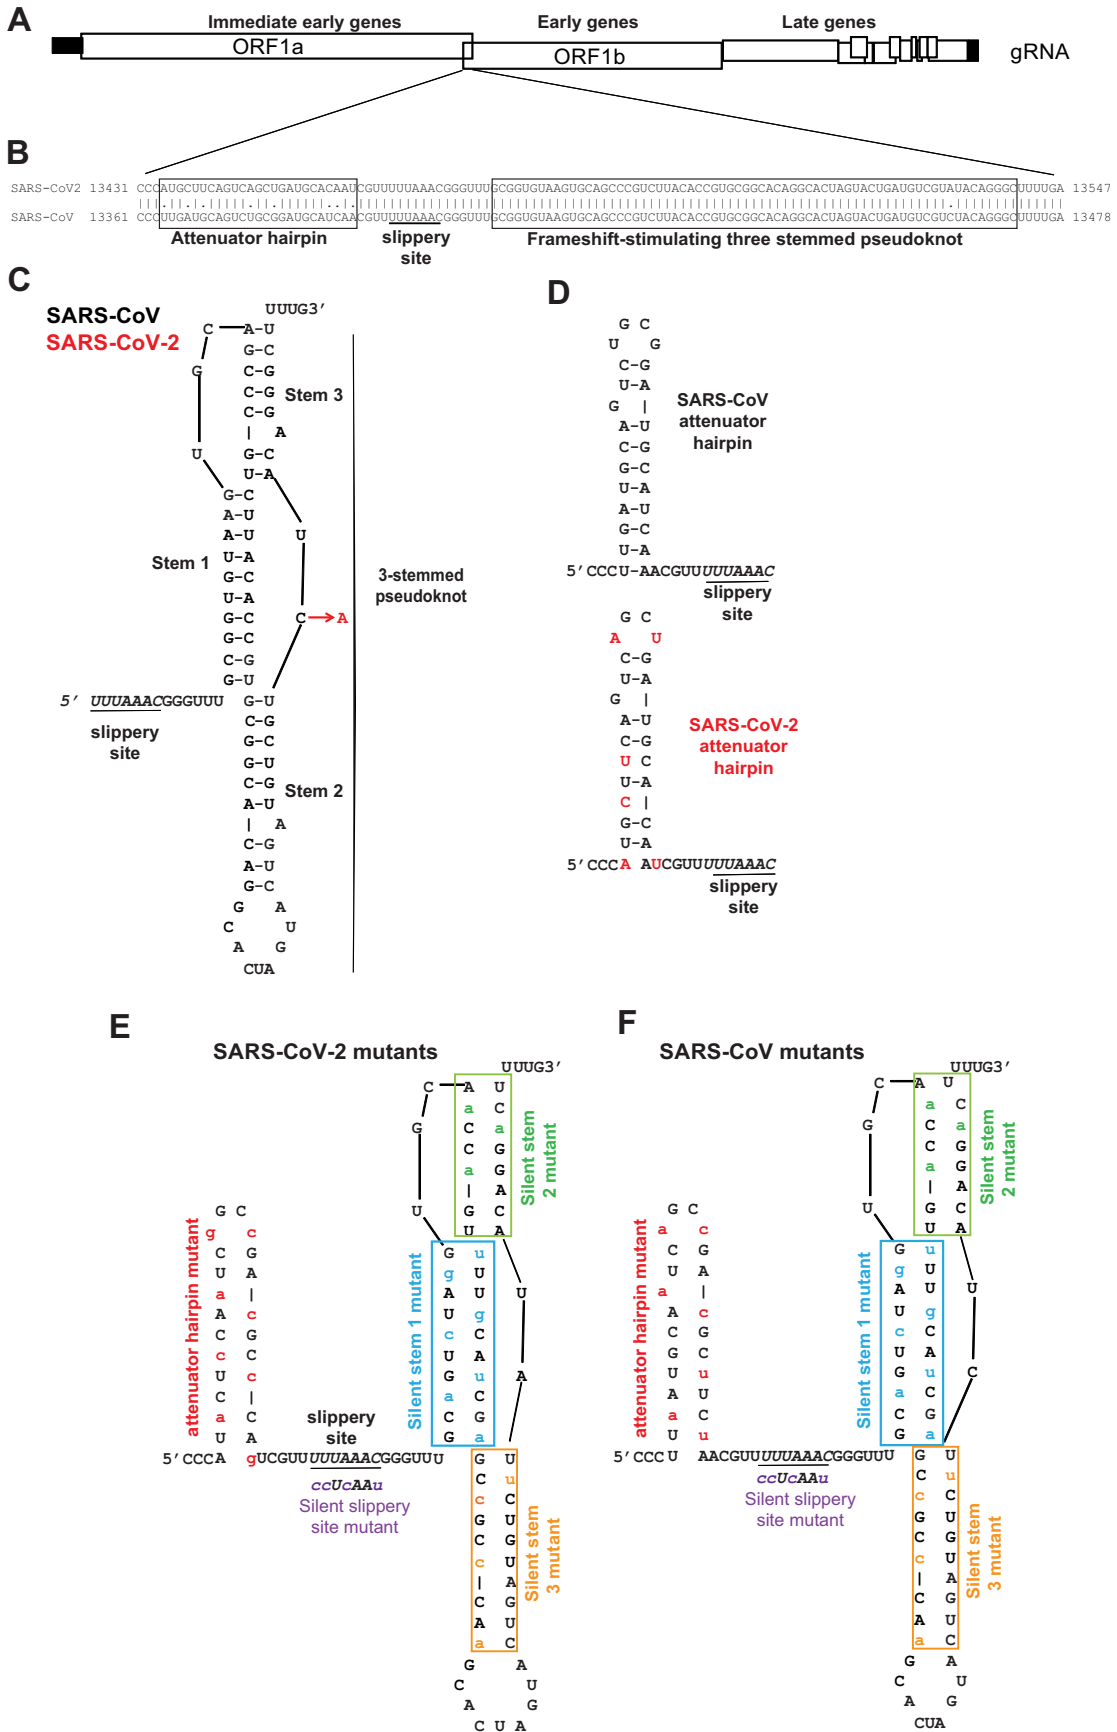 A
Immediate early genes
Early genes
Late genes
ORF1a
ORF1b
gRNA
B
SARS-CoV2 13431 CCCAUGCUUCAGUCAGCUGAUGCACAAUCGUUUUUAAACGGGUUUGCGGUGUAAGUGCAGCCCGUCUUACACCGUGCGGCACAGGCACUAGUACUGAUGUCGUAUACAGGGCUUUUGA 13547
SARS-CoV 13361 CCCUUGAUGCAGUCUGCGGAUGCAUCAACGUUUUUAAACGGGUUUGCGGUGUAAGUGCAGCCCGUCUUACACCGUGCGGCACAGGCACUAGUACUGAUGUCGUCUACAGGGCUUUUGA 13478
Attenuator hairpin
slippery
site
Frameshift-stimulating three stemmed pseudoknot
C
SARS-CoV
SARS-CoV-2
UUUG3′
C A-U
G-C
G C-G
C-G
Stem 3
C-G
| A
G-C
U U-A
G-C
A-U
A-U U
Stem 1
U-A
G-C
U-A
G-C
G-C C→A
C-G
G-U
5′ UUUAAACGGGUUU G-U
slippery
site
C-G
G-C
G-U
C-G
A-U
Stem 2
| A
C-G
A-U
G-C
G A
C U
A G
CUA
3-stemmed
pseudoknot
D
G C
U G
C-G
U-A
G |
A-U
C-G
G-C
U-A
A-U
G-C
U-A
U-A
5′CCCU-AACGUUUUUAAAC
slippery
site
SARS-CoV
attenuator
hairpin
G C
A U
C-G
U-A
G |
A-U
C-G
U C
U-A
C |
G-C
U-A
5′CCCA AUCGUUUUUAAAC
slippery
site
SARS-CoV-2
attenuator
hairpin
E
SARS-CoV-2 mutants
UUUG3′
C A U
a C
G C a
C G
a G
| A
G C
U U A
G u
g U
A U U
U g
c C
U A
G u A
a C
C G
G a
G C
g c
C G
U A
a |
A c
C G
c C
c c
U |
C C
a A
U g
5′CCCA UCGUUUUUAAACGGGUUU
slippery
site
ccUcAAu
Silent slippery
site mutant
attenuator hairpin mutant
Silent stem 1 mutant
Silent stem
2 mutant
Silent stem
3 mutant
G U
C u
c C
G U
C G
c U
| A
C G
A U
a C
G A
C U
A G
C U A
F
SARS-CoV mutants
UUUG3′
C A U
a C
G C a
C G
a G
| A
G C
U U A
G u
g U
A U U
U g
c C
U A
G u C
a C
C G
G a
G C
a c
C G
U A
a |
A c
C G
G C
U u
A U
a C
U u
5′CCCU AACGUUUUUAAACGGGUUU
ccUcAAu
Silent slippery
site mutant
attenuator hairpin mutant
Silent stem 1 mutant
Silent stem
2 mutant
Silent stem
3 mutant
G U
C u
c C
G U
C G
c U
| A
C G
A U
a C
G A
C U
A G
CUA